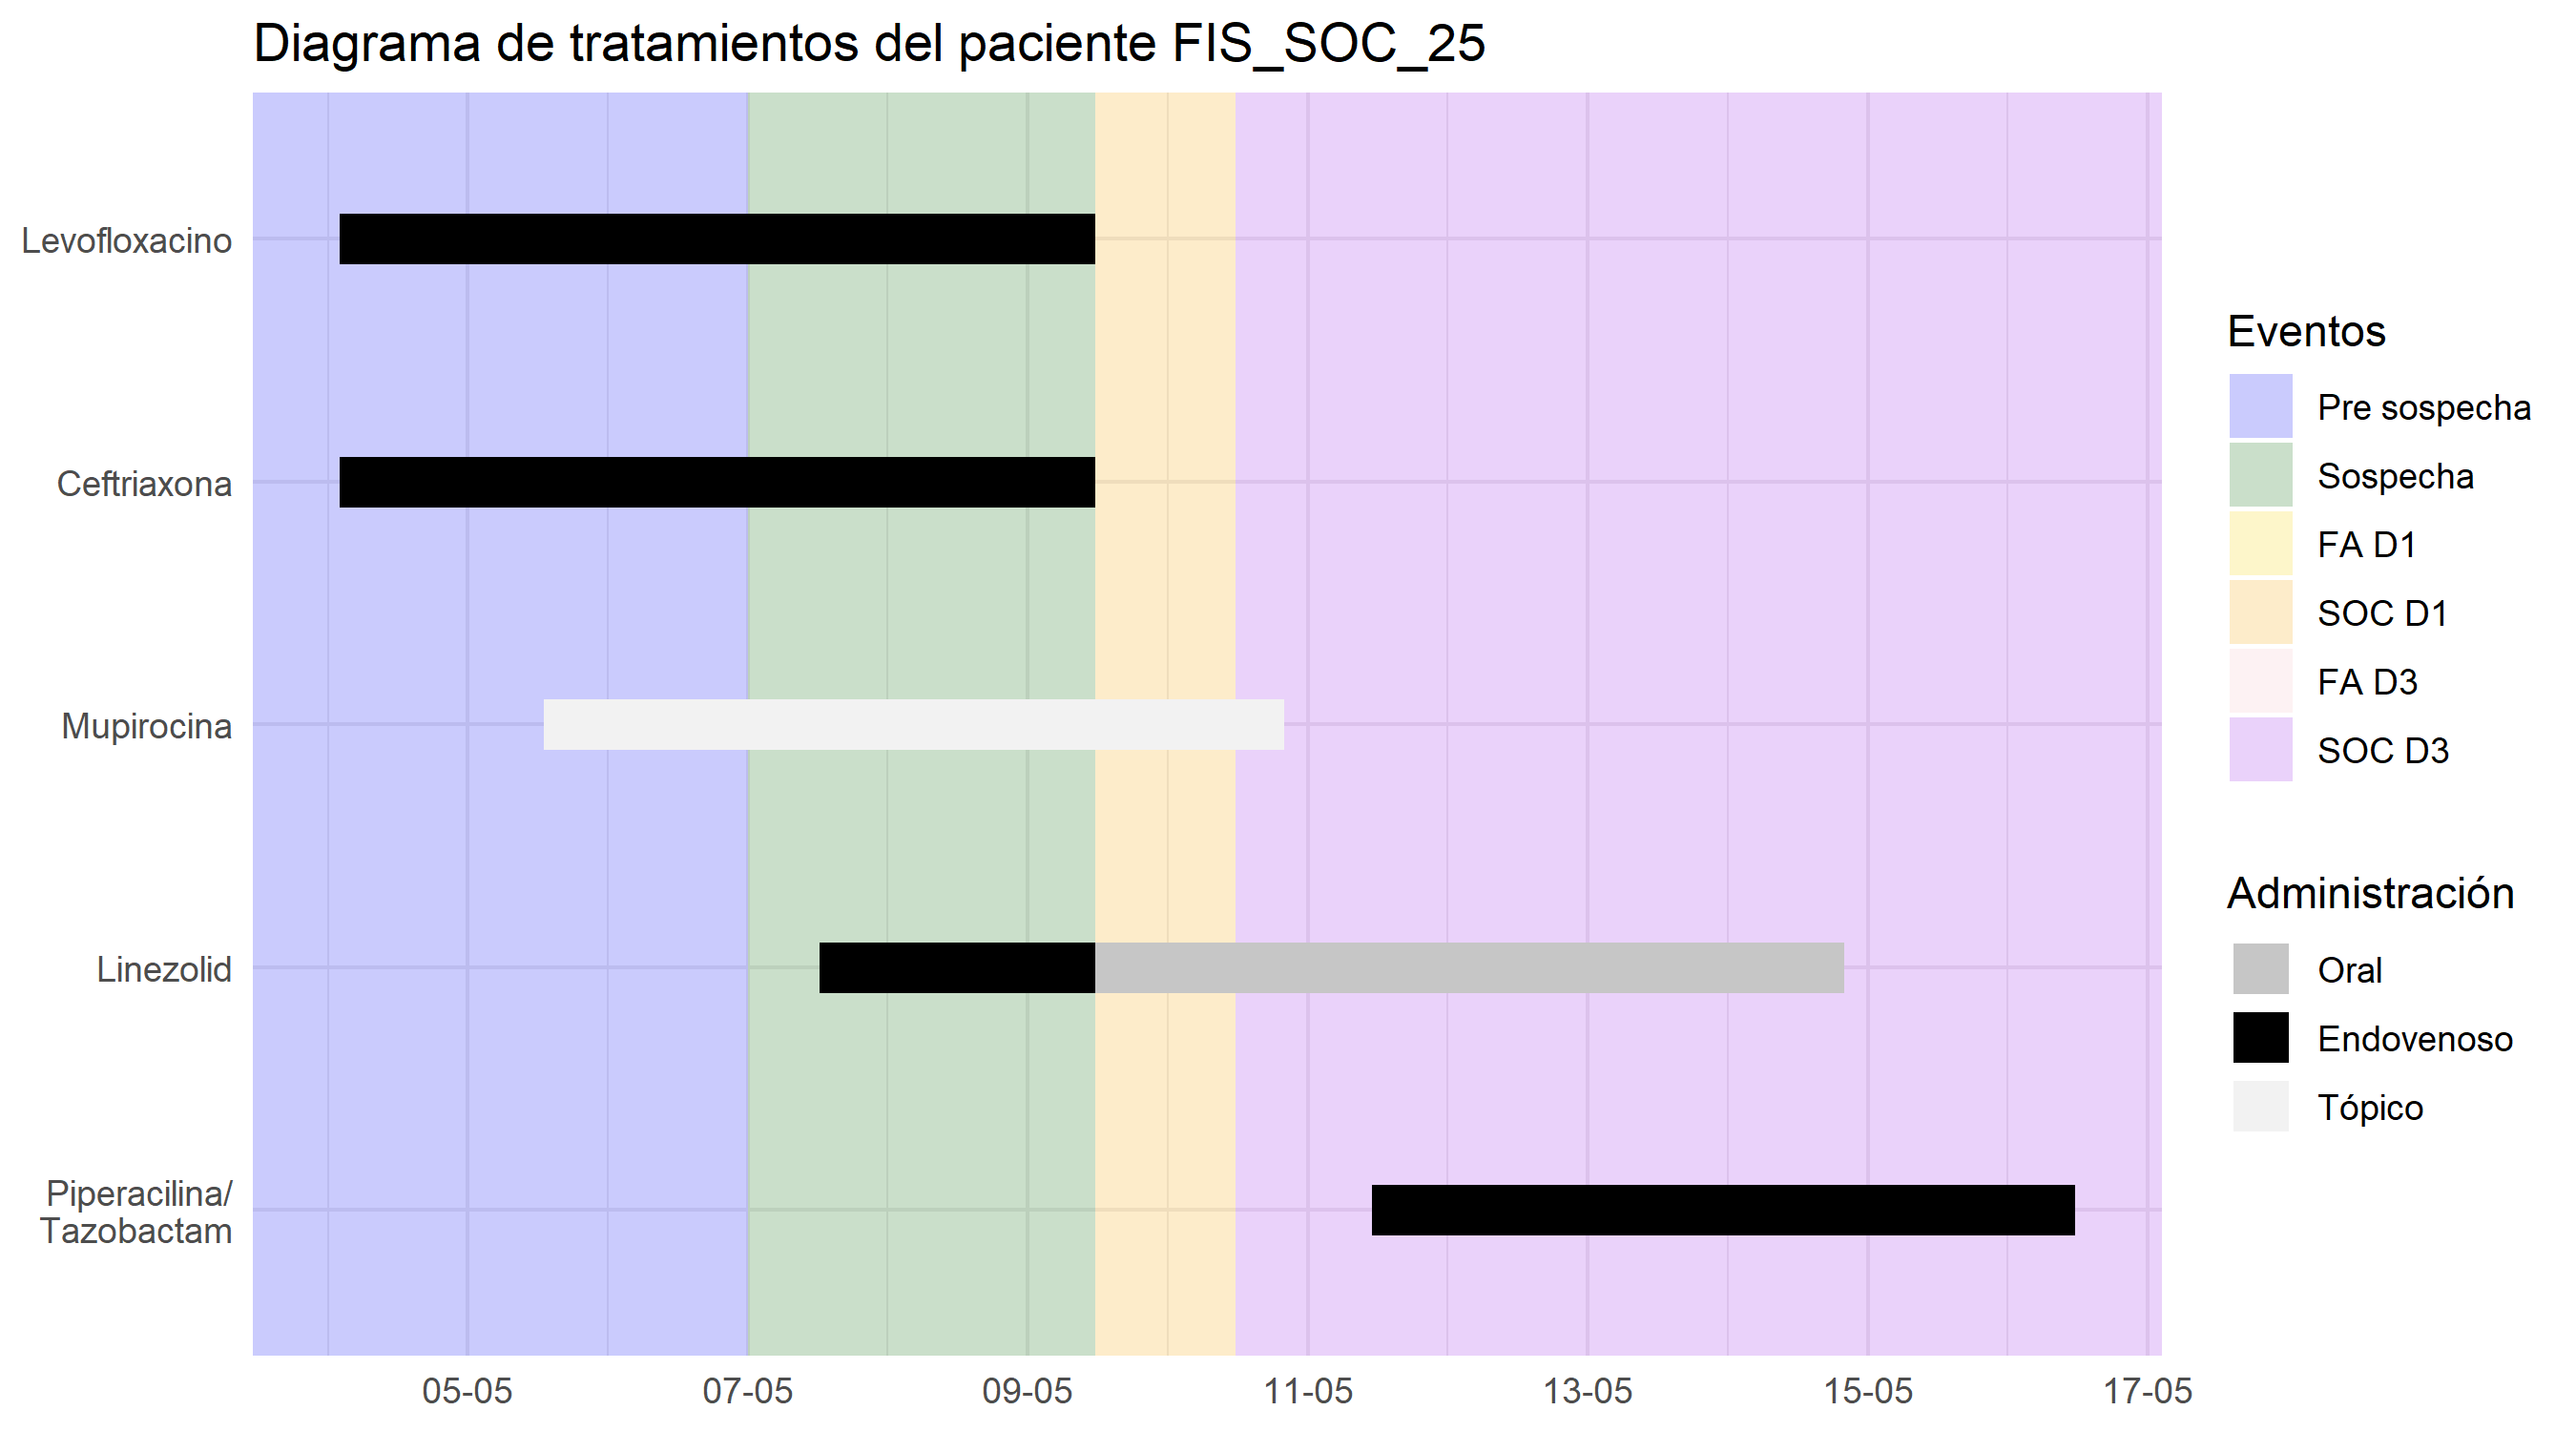 Diagrama de tratamientos del paciente FIS_SOC_25
Levofloxacino
Ceftriaxona
Mupirocina
Linezolid
Piperacilina/
Tazobactam
05-05
07-05
09-05
11-05
13-05
15-05
17-05
Eventos
Pre sospecha
Sospecha
FA D1
SOC D1
FA D3
SOC D3
Administración
Oral
Endovenoso
Tópico